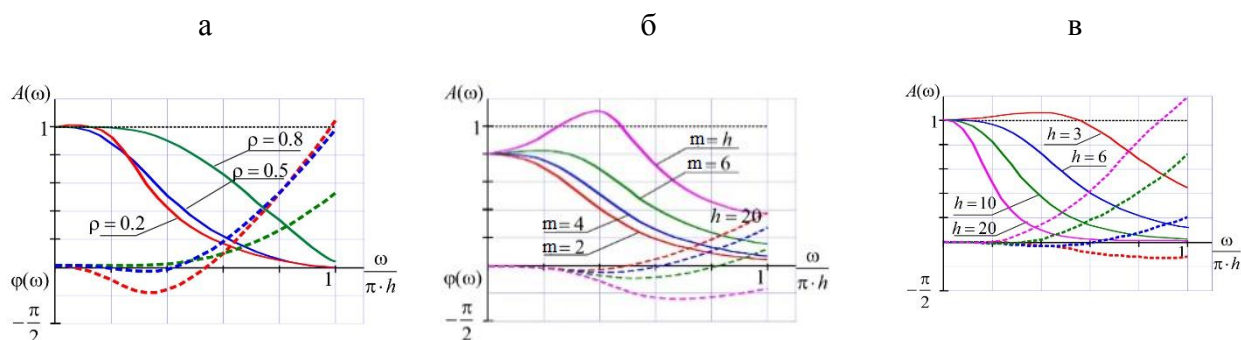 а
б
в
A(ω)
1
ρ = 0.8
ρ = 0.5
ρ = 0.2
φ(ω)
1
ω
π · h
−π
2
A(ω)
1
m = h
m = 6
m = 4
m = 2
h = 20
φ(ω)
1
ω
π · h
−π
2
A(ω)
1
h = 3
h = 6
h = 10
h = 20
φ(ω)
1
ω
π · h
−π
2